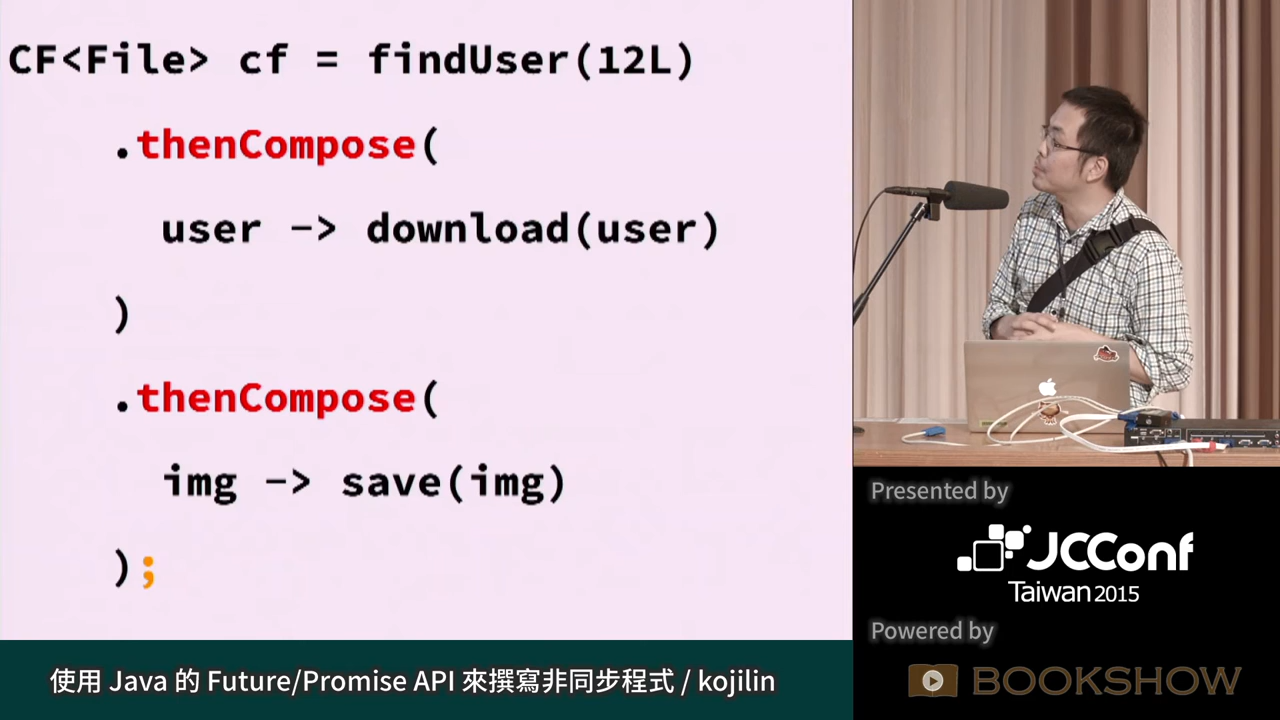 CF<File> cf = findUser(12L)
.thenCompose(
user -> download(user)
)
.thenCompose(
img -> save(img)
);
Presented by
JCConf
Taiwan 2015
Powered by
BOOKSHOW
使用 Java 的 Future/Promise API 來撰寫非同步程式 / kojilin